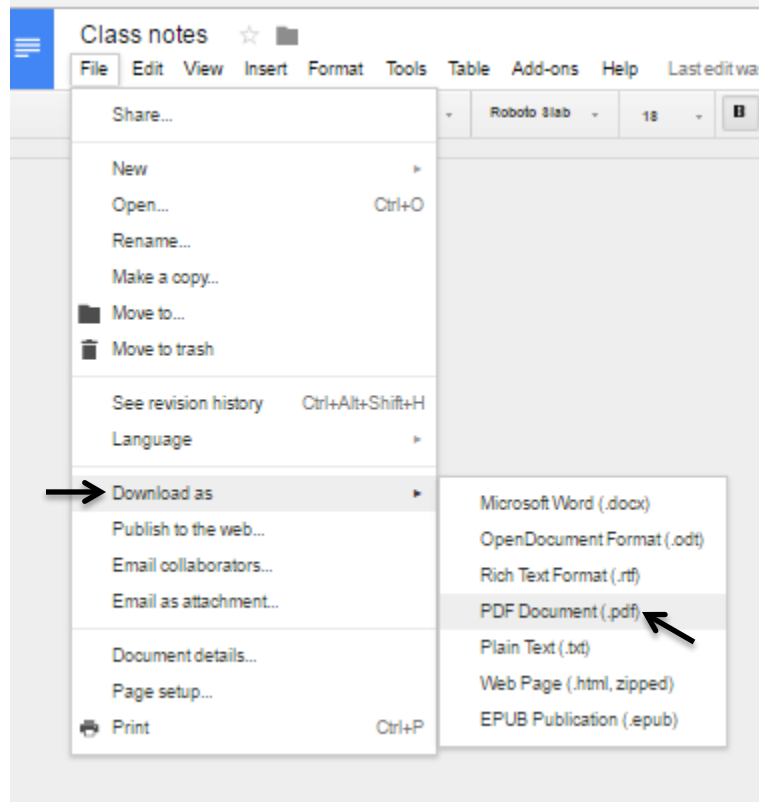 Class notes
File Edit View Insert Format Tools Table Add-ons Help Last edit wa
Share...
Roboto Slab 18 B
New
Open... Ctrl+O
Rename...
Make a copy...
Move to...
Move to trash
See revision history Ctrl+Alt+Shift+H
Language
Download as
Publish to the web...
Email collaborators...
Email as attachment...
Document details...
Page setup...
Print Ctrl+P
Microsoft Word (.docx)
OpenDocument Format (.odt)
Rich Text Format (.rtf)
PDF Document (.pdf)
Plain Text (.txt)
Web Page (.html, zipped)
EPUB Publication (.epub)